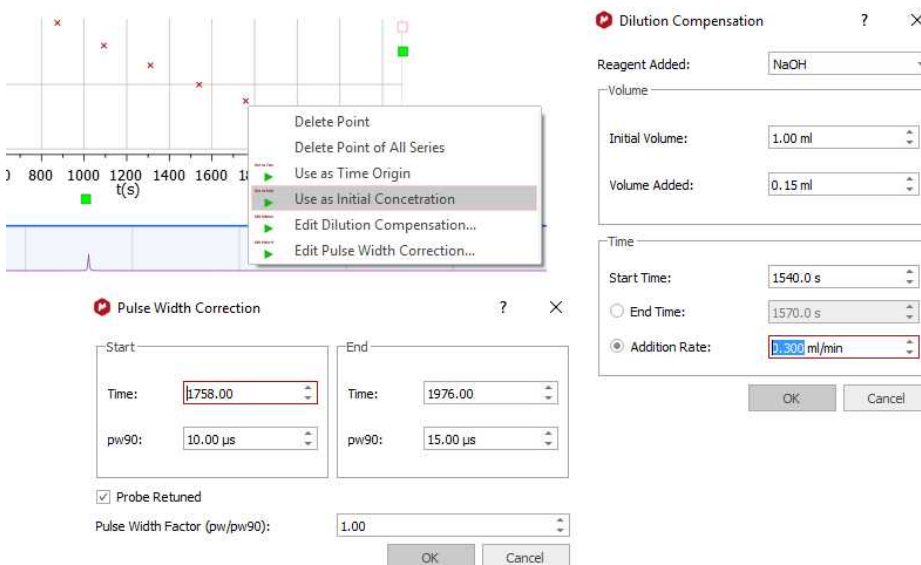 Delete Point
Delete Point of All Series
Use as Time Origin
Use as Initial Concetration
Edit Dilution Compensation...
Edit Pulse Width Correction...
800 1000 1200 1400 1600
t(s)
Pulse Width Correction ? ×
Start
Time: 1758.00
pw90: 10.00 µs
End
Time: 1976.00
pw90: 15.00 µs
Probe Retuned
Pulse Width Factor (pw/pw90): 1.00
OK Cancel
Dilution Compensation ? ×
Reagent Added: NaOH
Volume
Initial Volume: 1.00 ml
Volume Added: 0.15 ml
Time
Start Time: 1540.0 s
End Time: 1570.0 s
Addition Rate: 0.300 ml/min
OK Cancel